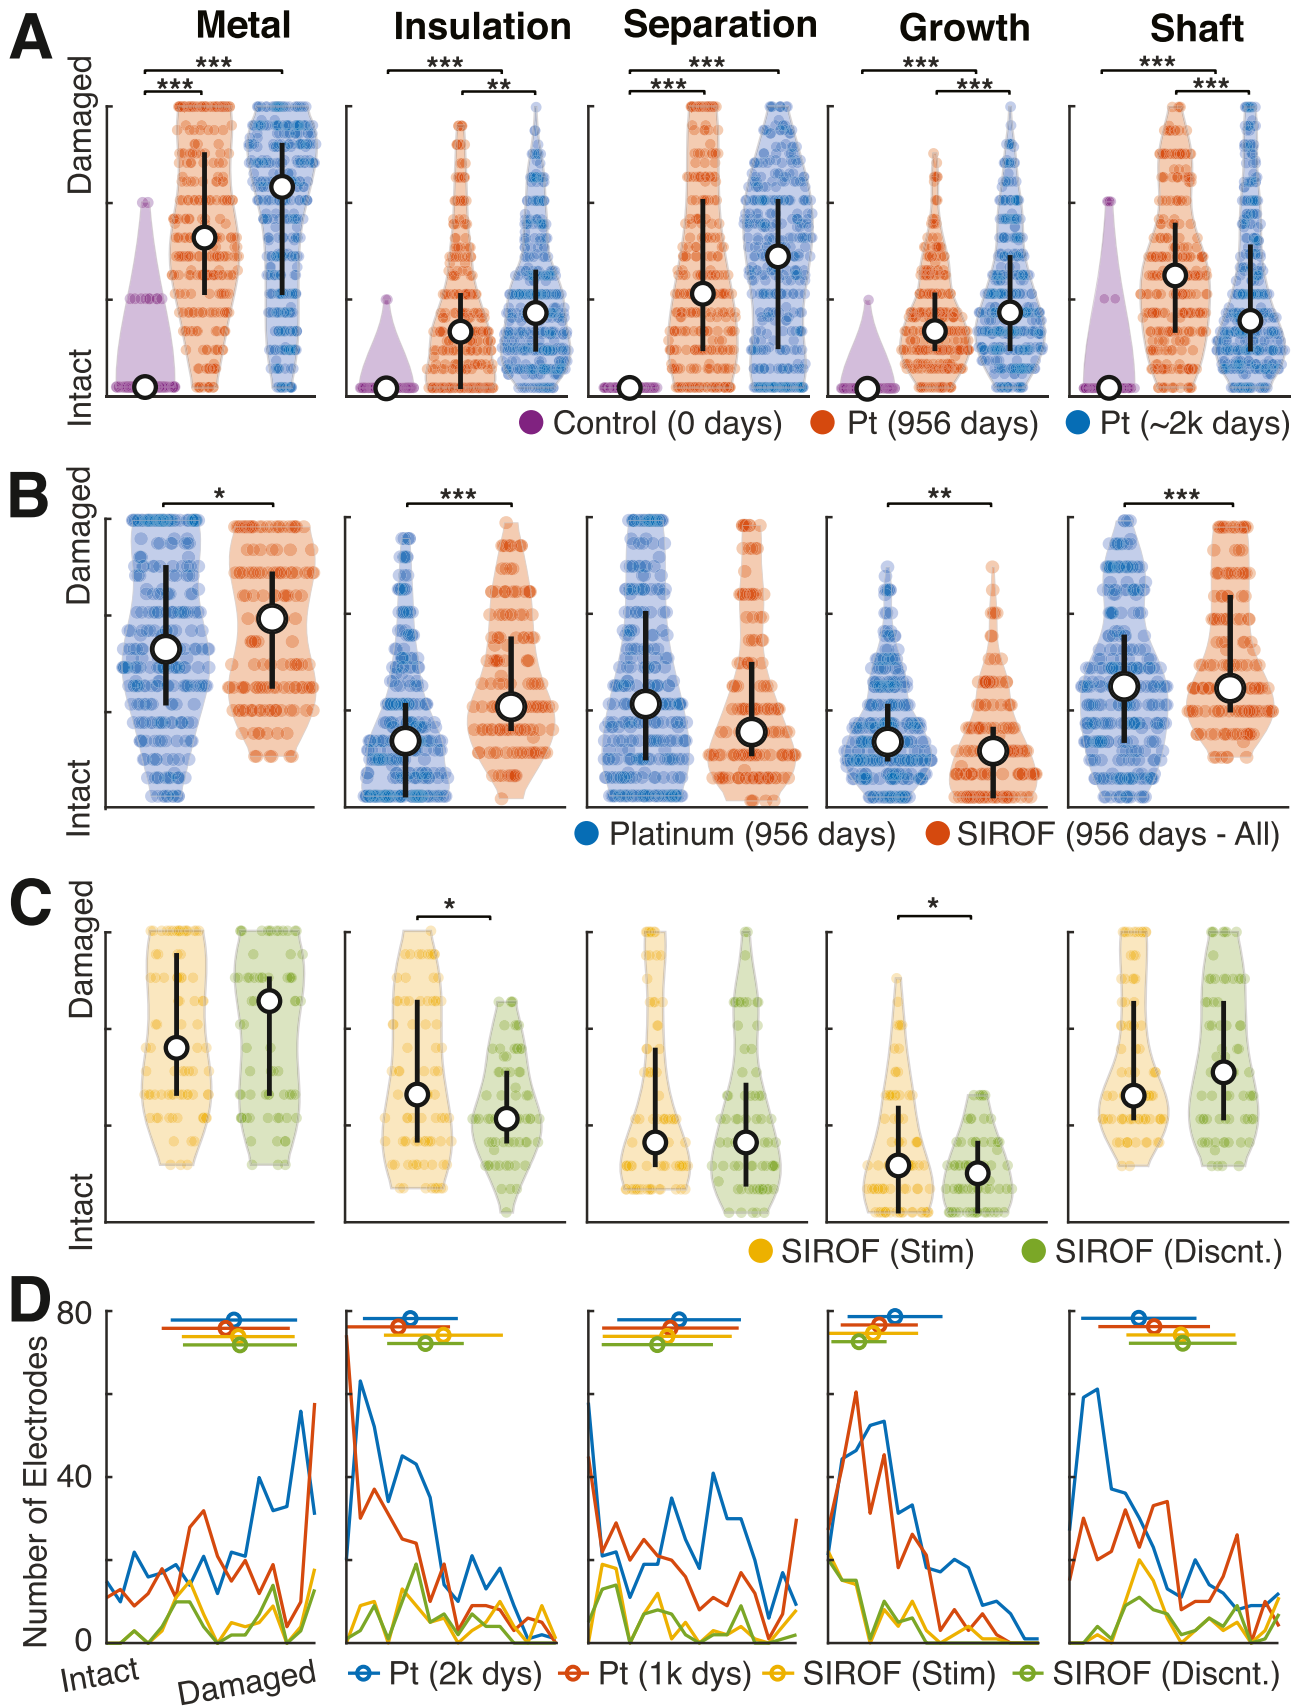 A
Metal
Insulation
Separation
Growth
Shaft
*** *** *** *** ***
*** ** *** *** ***
Damaged
Intact
Control (0 days)
Pt (956 days)
Pt (~2k days)
B
* *** ** ***
Damaged
Intact
Platinum (956 days)
SIROF (956 days - All)
C
* *
Damaged
Intact
SIROF (Stim)
SIROF (Discnt.)
D
80
40
0
Number of Electrodes
Intact
Damaged
Pt (2k dys)
Pt (1k dys)
SIROF (Stim)
SIROF (Discnt.)